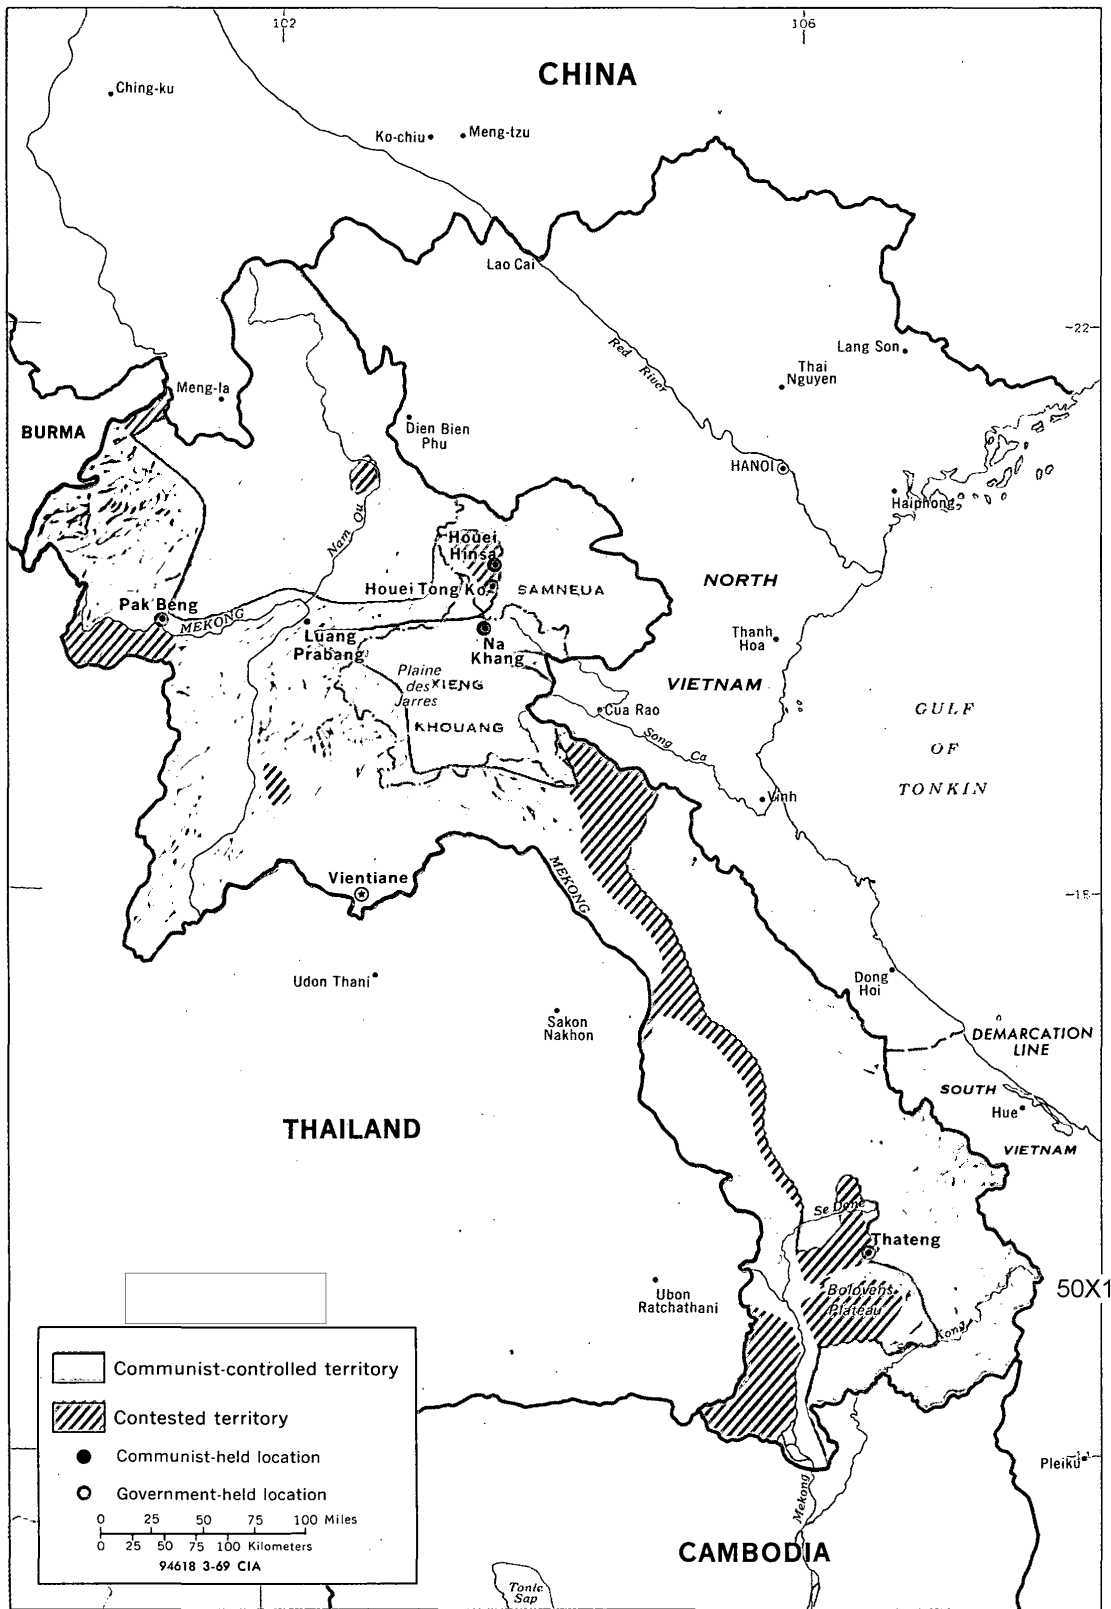 102
106
CHINA
Ching-ku
Ko-chiu
Meng-tzu
Lao Cai
Red River
22
Lang Son
Thai
Nguyen
Meng-la
BURMA
Dien Bien
Phu
HANOI
Haiphong
Nam Ou
Houei
Hinsa
Houei Tong Ko
SAMNEUA
NORTH
VIETNAM
Pak Beng
MEKONG
Luang
Prabang
Na
Khang
Thanh
Hoa
Plaine
des
Jarres
XIENG
KHOUANG
Cua Rao
Song Ca
GULF
OF
TONKIN
Vinh
Vientiane
MEKONG
Udon Thani
Sakon
Nakhon
Dong
Hoi
DEMARCATION
LINE
SOUTH
VIETNAM
Hue
THAILAND
Se Done
Thateng
Bolovens
Plateau
Kong
50X1
Ubon
Ratchathani
Communist-controlled territory
Contested territory
Communist-held location
Government-held location
0 25 50 75 100 Miles
0 25 50 75 100 Kilometers
94618 3-69 CIA
Pleiku
Mekong
CAMBODIA
Tonle
Sap